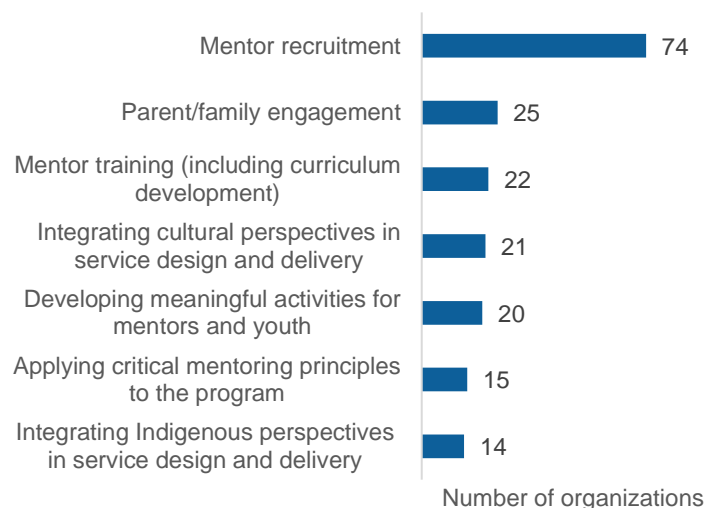 Mentor recruitment 74
Parent/family engagement 25
Mentor training (including curriculum
development) 22
Integrating cultural perspectives in
service design and delivery 21
Developing meaningful activities for
mentors and youth 20
Applying critical mentoring principles
to the program 15
Integrating Indigenous perspectives
in service design and delivery 14
Number of organizations